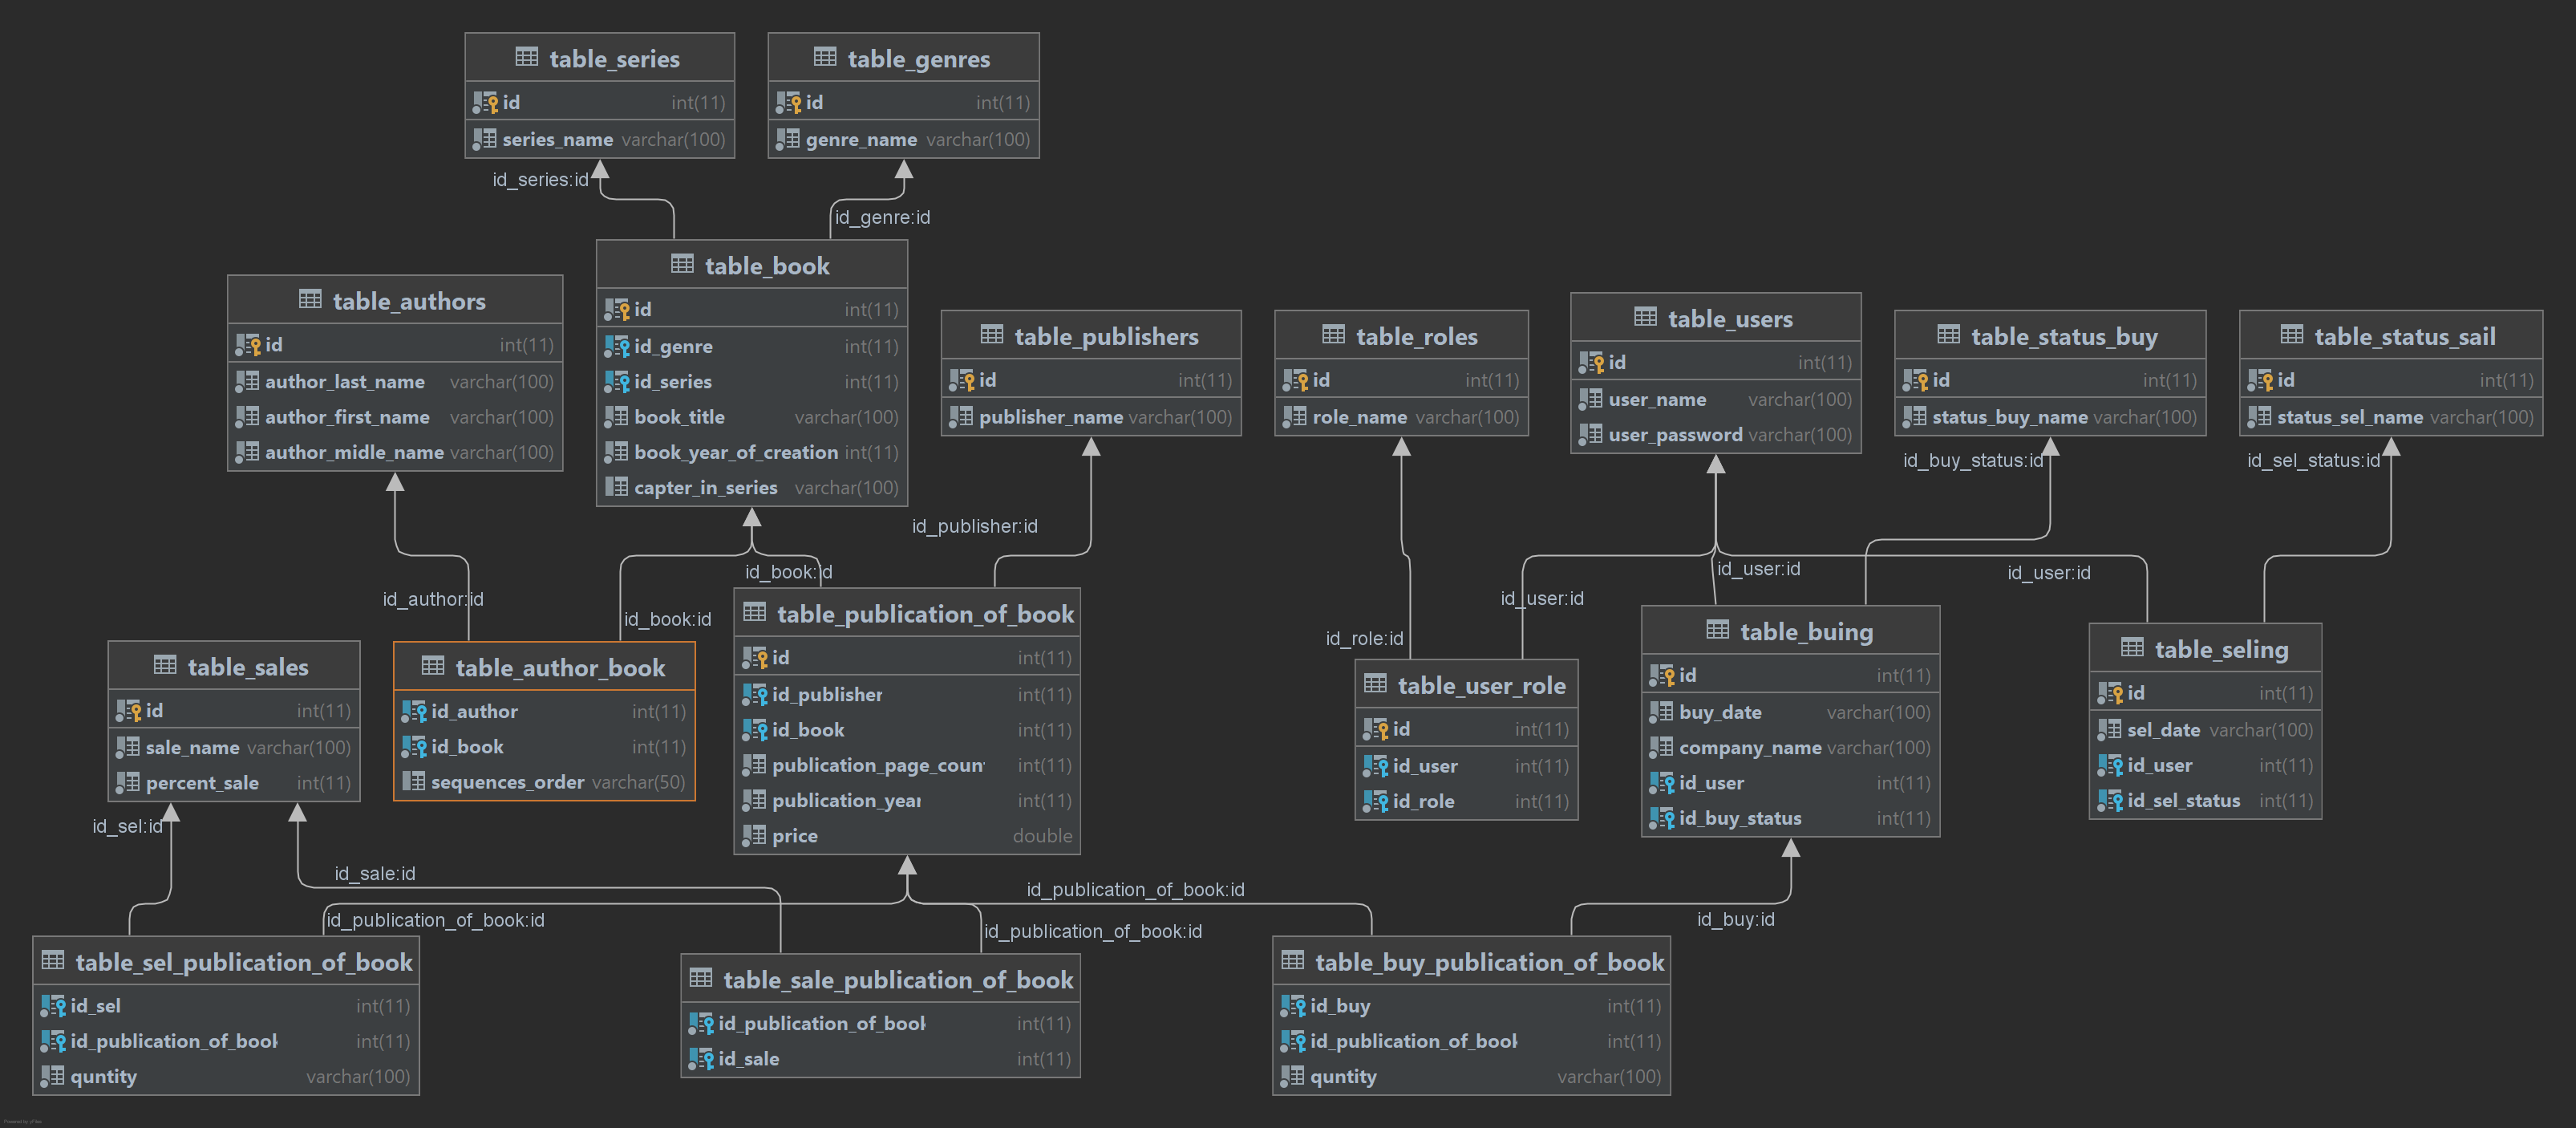 table_series
id int(11)
series_name varchar(100)
table_genres
id int(11)
genre_name varchar(100)
id_series:id
id_genre:id
table_book
id int(11)
id_genre int(11)
id_series int(11)
book_title varchar(100)
book_year_of_creation int(11)
capter_in_series varchar(100)
table_authors
id int(11)
author_last_name varchar(100)
author_first_name varchar(100)
author_midle_name varchar(100)
table_publishers
id int(11)
publisher_name varchar(100)
table_roles
id int(11)
role_name varchar(100)
table_users
id int(11)
user_name varchar(100)
user_password varchar(100)
table_status_buy
id int(11)
status_buy_name varchar(100)
table_status_sail
id int(11)
status_sel_name varchar(100)
id_buy_status:id
id_sel_status:id
id_publisher:id
id_book:id
id_user:id
id_user:id
id_author:id
id_book:id
id_user:id
id_role:id
table_sales
id int(11)
sale_name varchar(100)
percent_sale int(11)
table_author_book
id_author int(11)
id_book int(11)
sequences_order varchar(50)
table_publication_of_book
id int(11)
id_publisher int(11)
id_book int(11)
publication_page_coun int(11)
publication_year int(11)
price double
table_user_role
id int(11)
id_user int(11)
id_role int(11)
table_buing
id int(11)
buy_date varchar(100)
company_name varchar(100)
id_user int(11)
id_buy_status int(11)
table_seling
id int(11)
sel_date varchar(100)
id_user int(11)
id_sel_status int(11)
id_sel:id
id_sale:id
id_publication_of_book:id
id_publication_of_book:id
id_publication_of_book:id
id_buy:id
table_sel_publication_of_book
id_sel int(11)
id_publication_of_book int(11)
quntity varchar(100)
table_sale_publication_of_book
id_publication_of_book int(11)
id_sale int(11)
table_buy_publication_of_book
id_buy int(11)
id_publication_of_book int(11)
quntity varchar(100)
Powered by yFiles